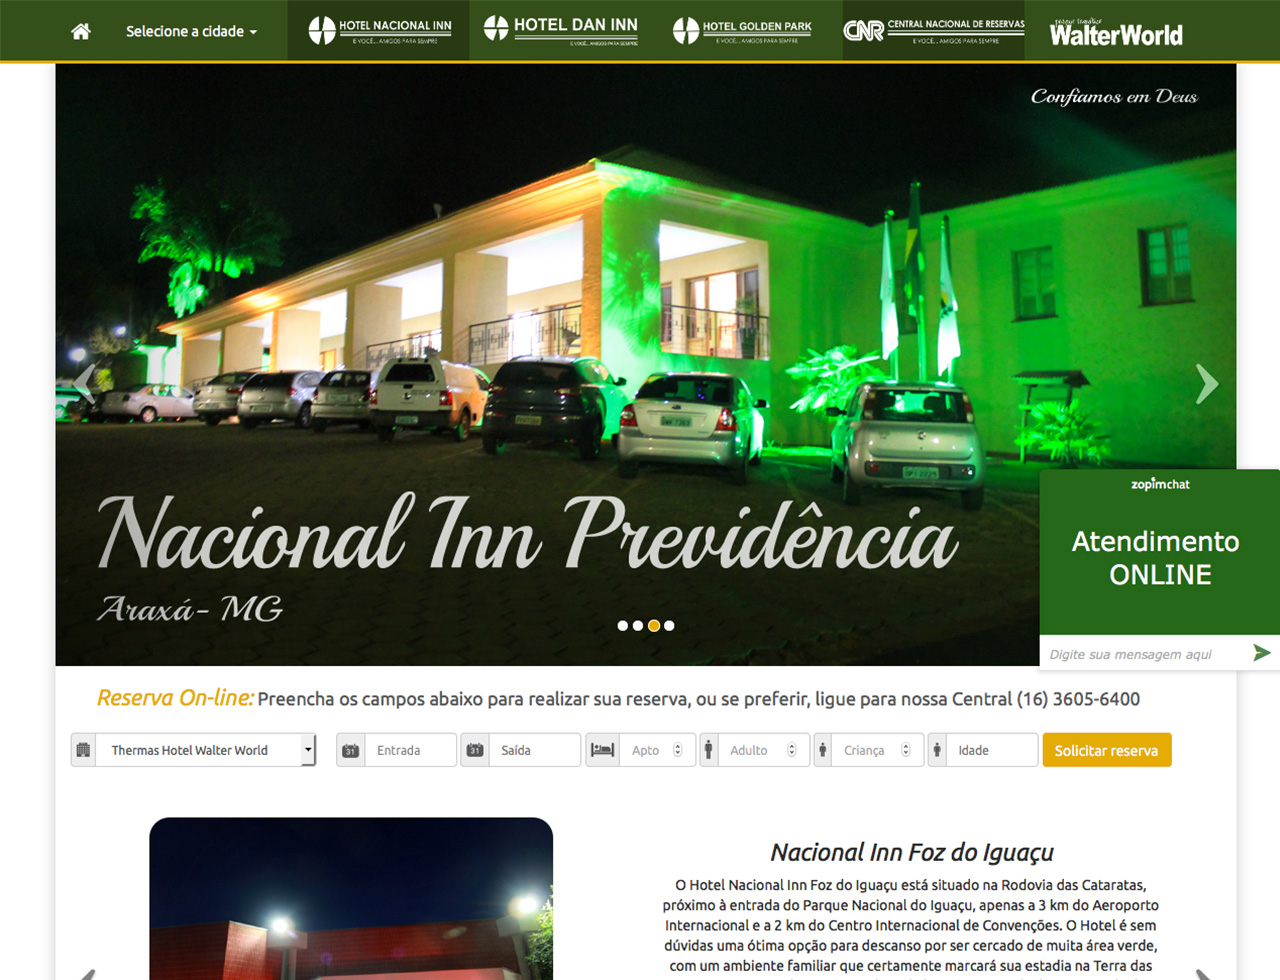 Selecione a cidade
HOTEL NACIONAL INN
E VOCÊ... AMIGOS PARA SEMPRE
HOTEL DAN INN
E VOCÊ... AMIGOS PARA SEMPRE
HOTEL GOLDEN PARK
E VOCÊ... AMIGOS PARA SEMPRE
CNR CENTRAL NACIONAL DE RESERVAS
E VOCÊ... AMIGOS PARA SEMPRE
parque temático
WalterWorld
Confiamos em Deus
Nacional Inn Previdência
Araxá- MG
zopimchat
Atendimento
ONLINE
Digite sua mensagem aqui
Reserva On-line: Preencha os campos abaixo para realizar sua reserva, ou se preferir, ligue para nossa Central (16) 3605-6400
Thermas Hotel Walter World
31 Entrada
31 Saída
Apto
Adulto
Criança
Idade
Solicitar reserva
Nacional Inn Foz do Iguaçu
O Hotel Nacional Inn Foz do Iguaçu está situado na Rodovia das Cataratas,
próximo à entrada do Parque Nacional do Iguaçu, apenas a 3 km do Aeroporto
Internacional e a 2 km do Centro Internacional de Convenções. O Hotel é sem
dúvidas uma ótima opção para descanso por ser cercado de muita área verde,
com um ambiente familiar que certamente marcará sua estadia na Terra das